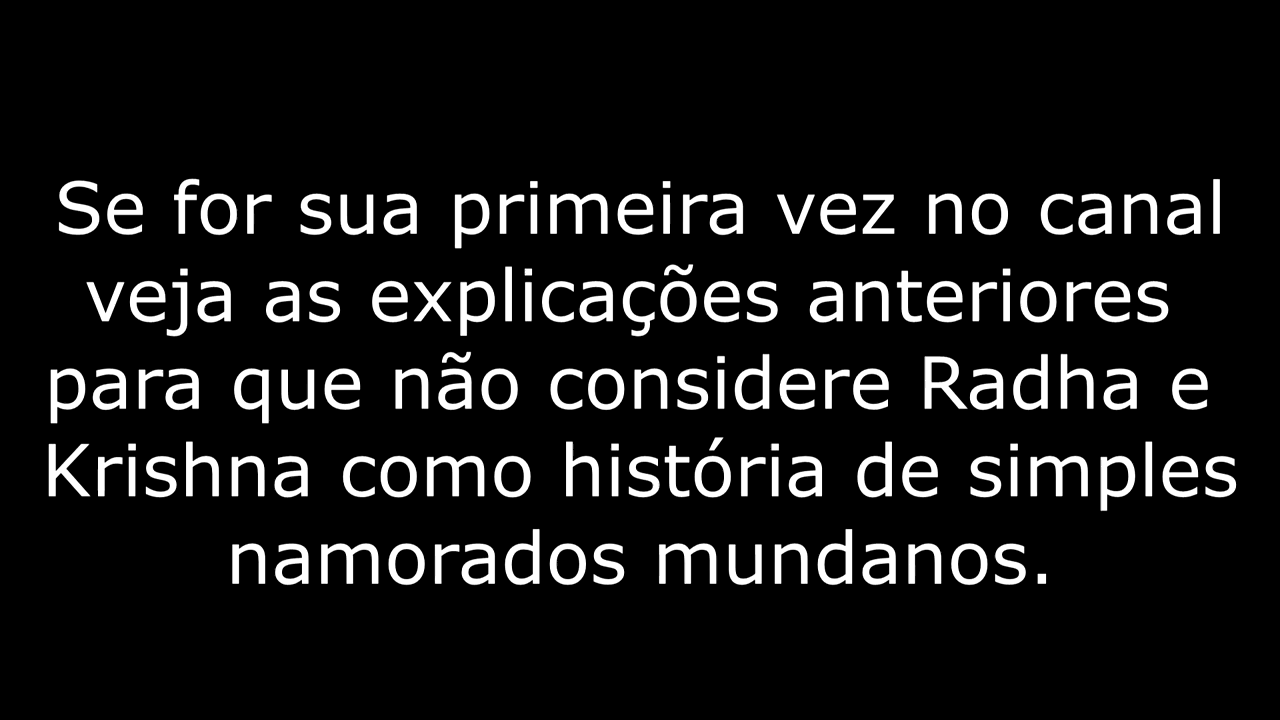 Se for sua primeira vez no canal
veja as explicações anteriores
para que não considere Radha e
Krishna como história de simples
namorados mundanos.